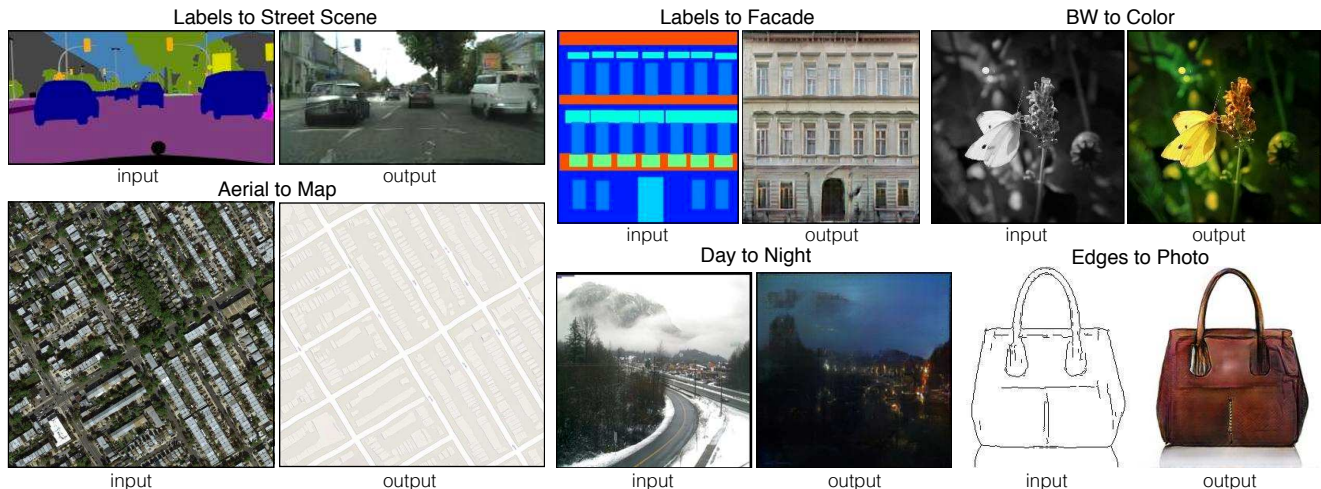 Labels to Street Scene
input
output
Aerial to Map
input
output
Labels to Facade
input
output
BW to Color
input
output
Day to Night
input
output
Edges to Photo
input
output